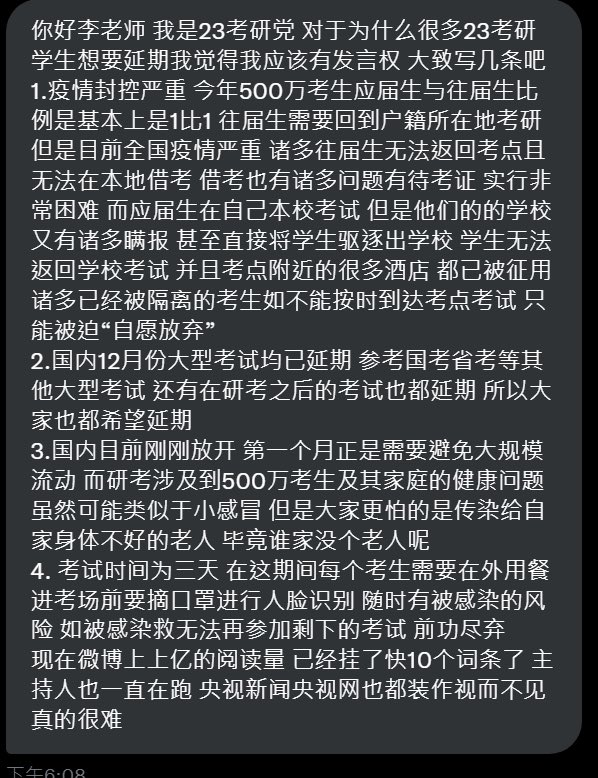 你好李老师 我是23考研党 对于为什么很多23考研
学生想要延期我觉得我应该有发言权 大致写几条吧
1.疫情封控严重 今年500万考生应届生与往届生比
例是基本上是1比1 往届生需要回到户籍所在地考研
但是目前全国疫情严重 诸多往届生无法返回考点且
无法在本地借考 借考也有诸多问题有待考证 实行非
常困难 而应届生在自己本校考试 但是他们的的学校
又有诸多瞒报 甚至直接将学生驱逐出学校 学生无法
返回学校考试 并且考点附近的很多酒店 都已被征用
诸多已经被隔离的考生如不能按时到达考点考试 只
能被迫“自愿放弃”
2.国内12月份大型考试均已延期 参考国考省考等其
他大型考试 还有在研考之后的考试也都延期 所以大
家也都希望延期
3.国内目前刚刚放开 第一个月正是需要避免大规模
流动 而研考涉及到500万考生及其家庭的健康问题
虽然可能类似于小感冒 但是大家更怕的是传染给自
家身体不好的老人 毕竟谁家没个老人呢
4. 考试时间为三天 在这期间每个考生需要在外用餐
进考场前要摘口罩进行人脸识别 随时有被感染的风
险 如被感染救无法再参加剩下的考试 前功尽弃
现在微博上上亿的阅读量 已经挂了快10个词条了 主
持人也一直在跑 央视新闻央视网也都装作视而不见
真的很难
下午6:08